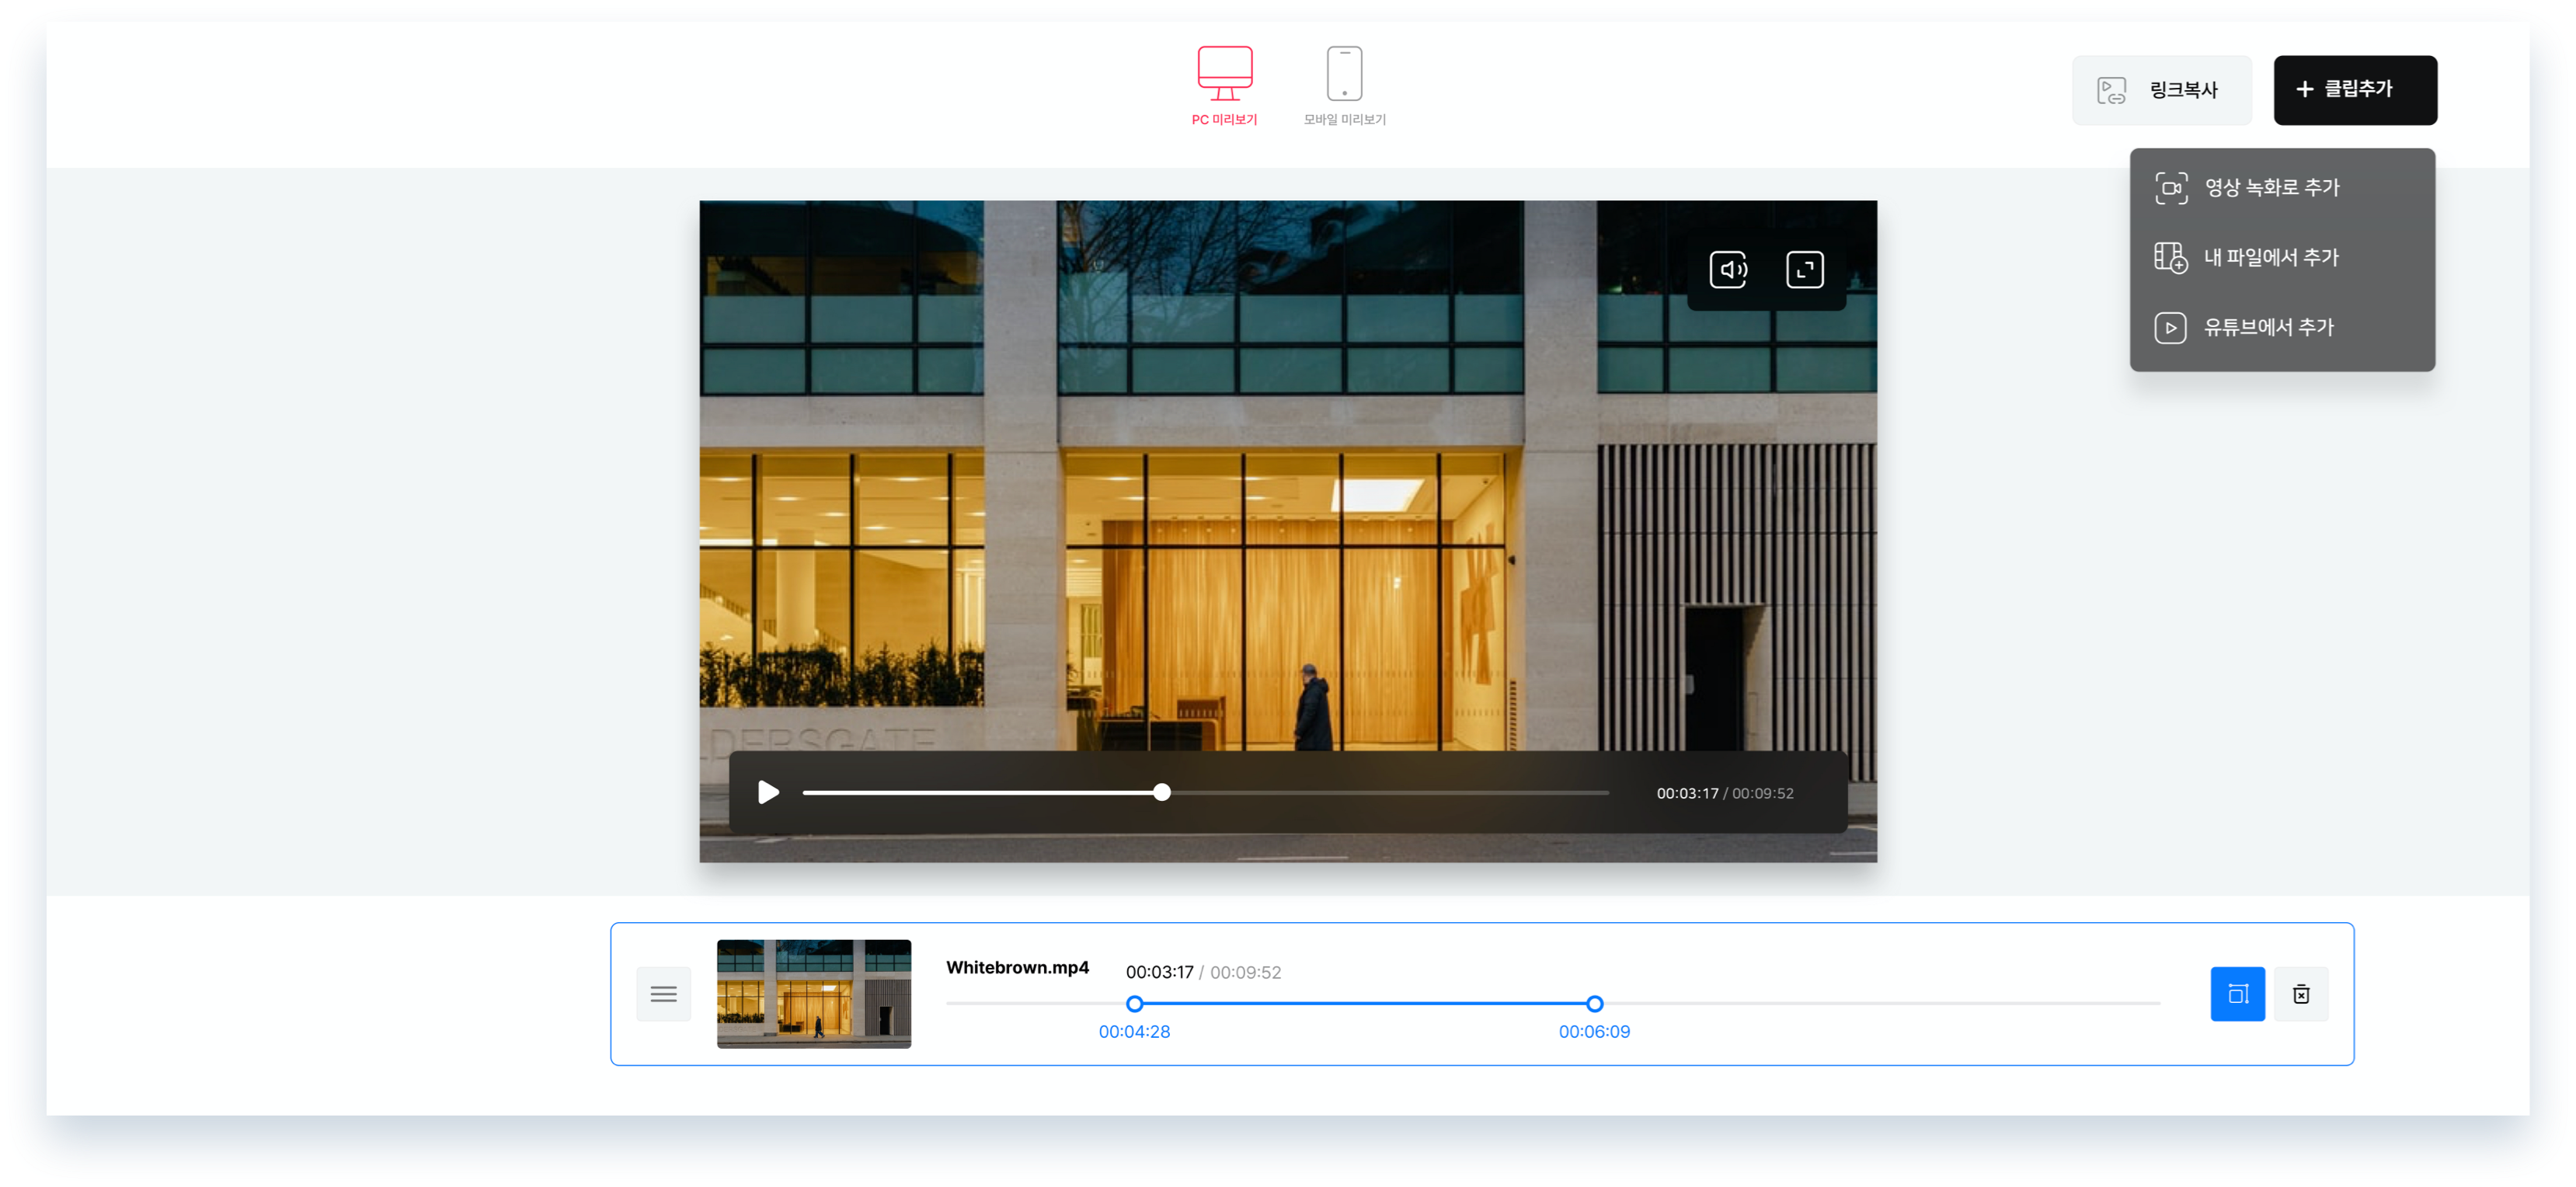 PC 미리보기
모바일 미리보기
링크복사
클립추가
영상 녹화로 추가
내 파일에서 추가
유튜브에서 추가
DERSGATE
00:03:17 / 00:09:52
Whitebrown.mp4
00:03:17 / 00:09:52
00:04:28
00:06:09